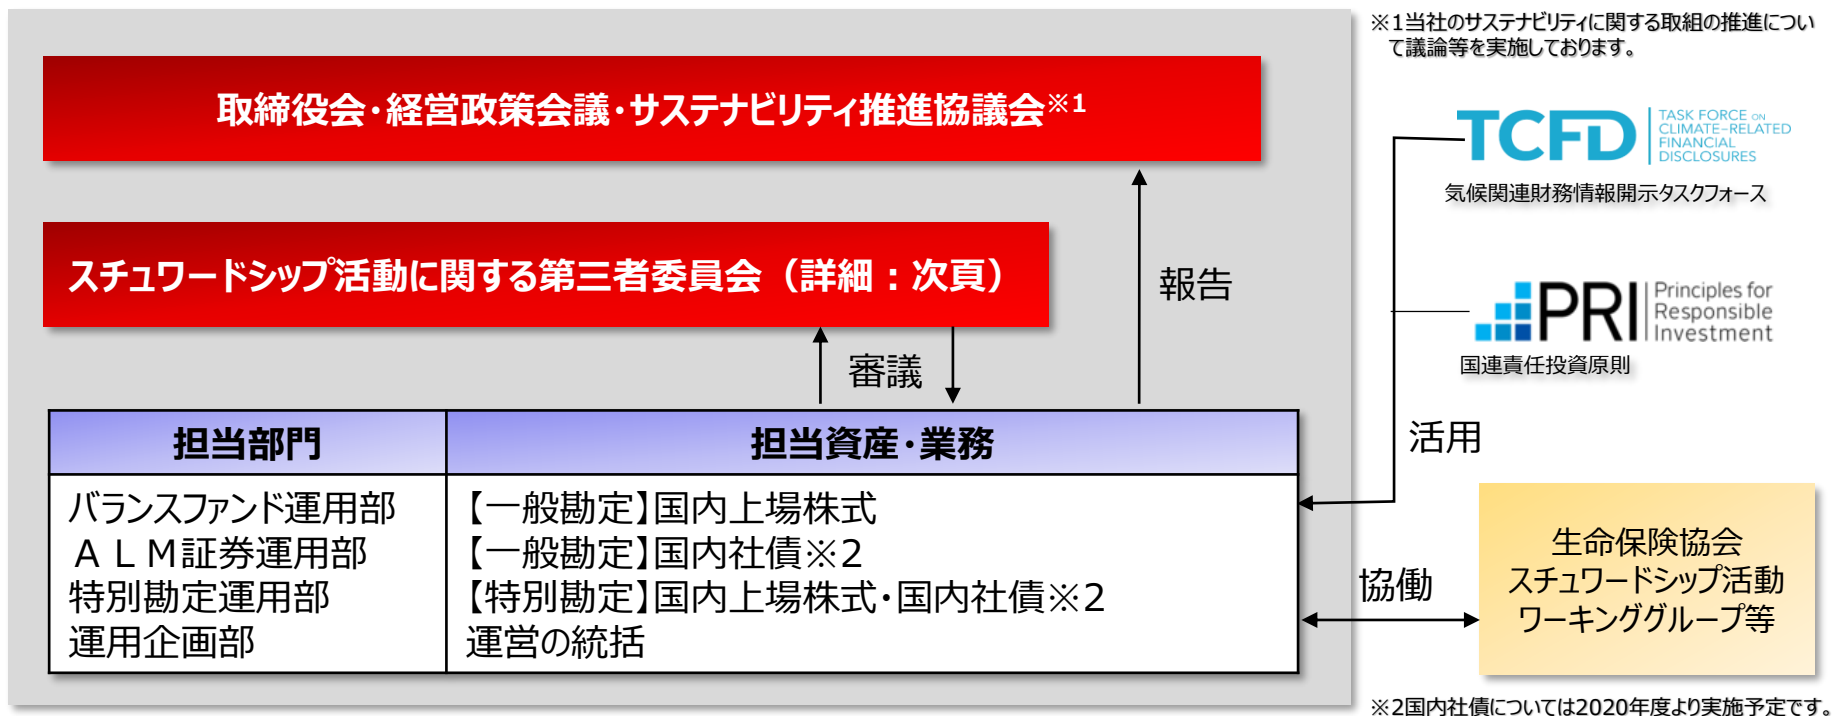 ※1当社のサステナビリティに関する取組の推進につい
て議論等を実施しております。
取締役会・経営政策会議・サステナビリティ推進協議会※1
TCFD
TASK FORCE ON
CLIMATE-RELATED
FINANCIAL
DISCLOSURES
気候関連財務情報開示タスクフォース
スチュワードシップ活動に関する第三者委員会（詳細：次頁）
報告
PRI
Principles for
Responsible
Investment
国連責任投資原則
審議
活用
担当部門 担当資産・業務
バランスファンド運用部 【一般勘定】国内上場株式
ＡＬＭ証券運用部 【一般勘定】国内社債※2
特別勘定運用部 【特別勘定】国内上場株式・国内社債※2
運用企画部 運営の統括
協働
生命保険協会
スチュワードシップ活動
ワーキンググループ等
※2国内社債については2020年度より実施予定です。